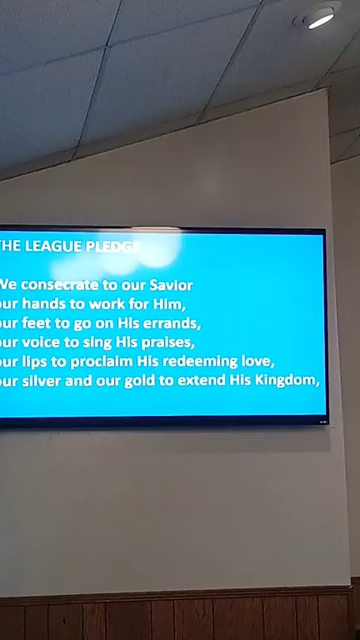 THE LEAGUE PLEDGE
We consecrate to our Savior
our hands to work for Him,
our feet to go on His errands,
our voice to sing His praises,
our lips to proclaim His redeeming love,
our silver and our gold to extend His Kingdom,